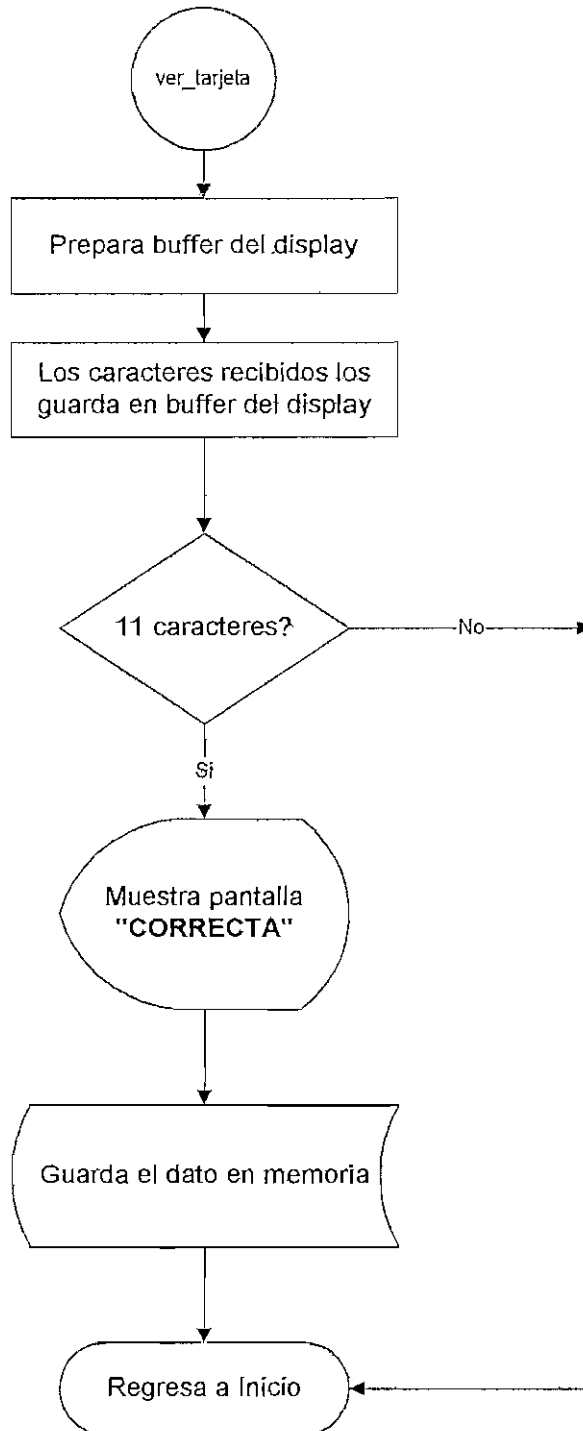 ver_tarjeta
Prepara buffer del display
Los caracteres recibidos los
guarda en buffer del display
11 caracteres?
No
Si
Muestra pantalla
"CORRECTA"
Guarda el dato en memoria
Regresa a Inicio